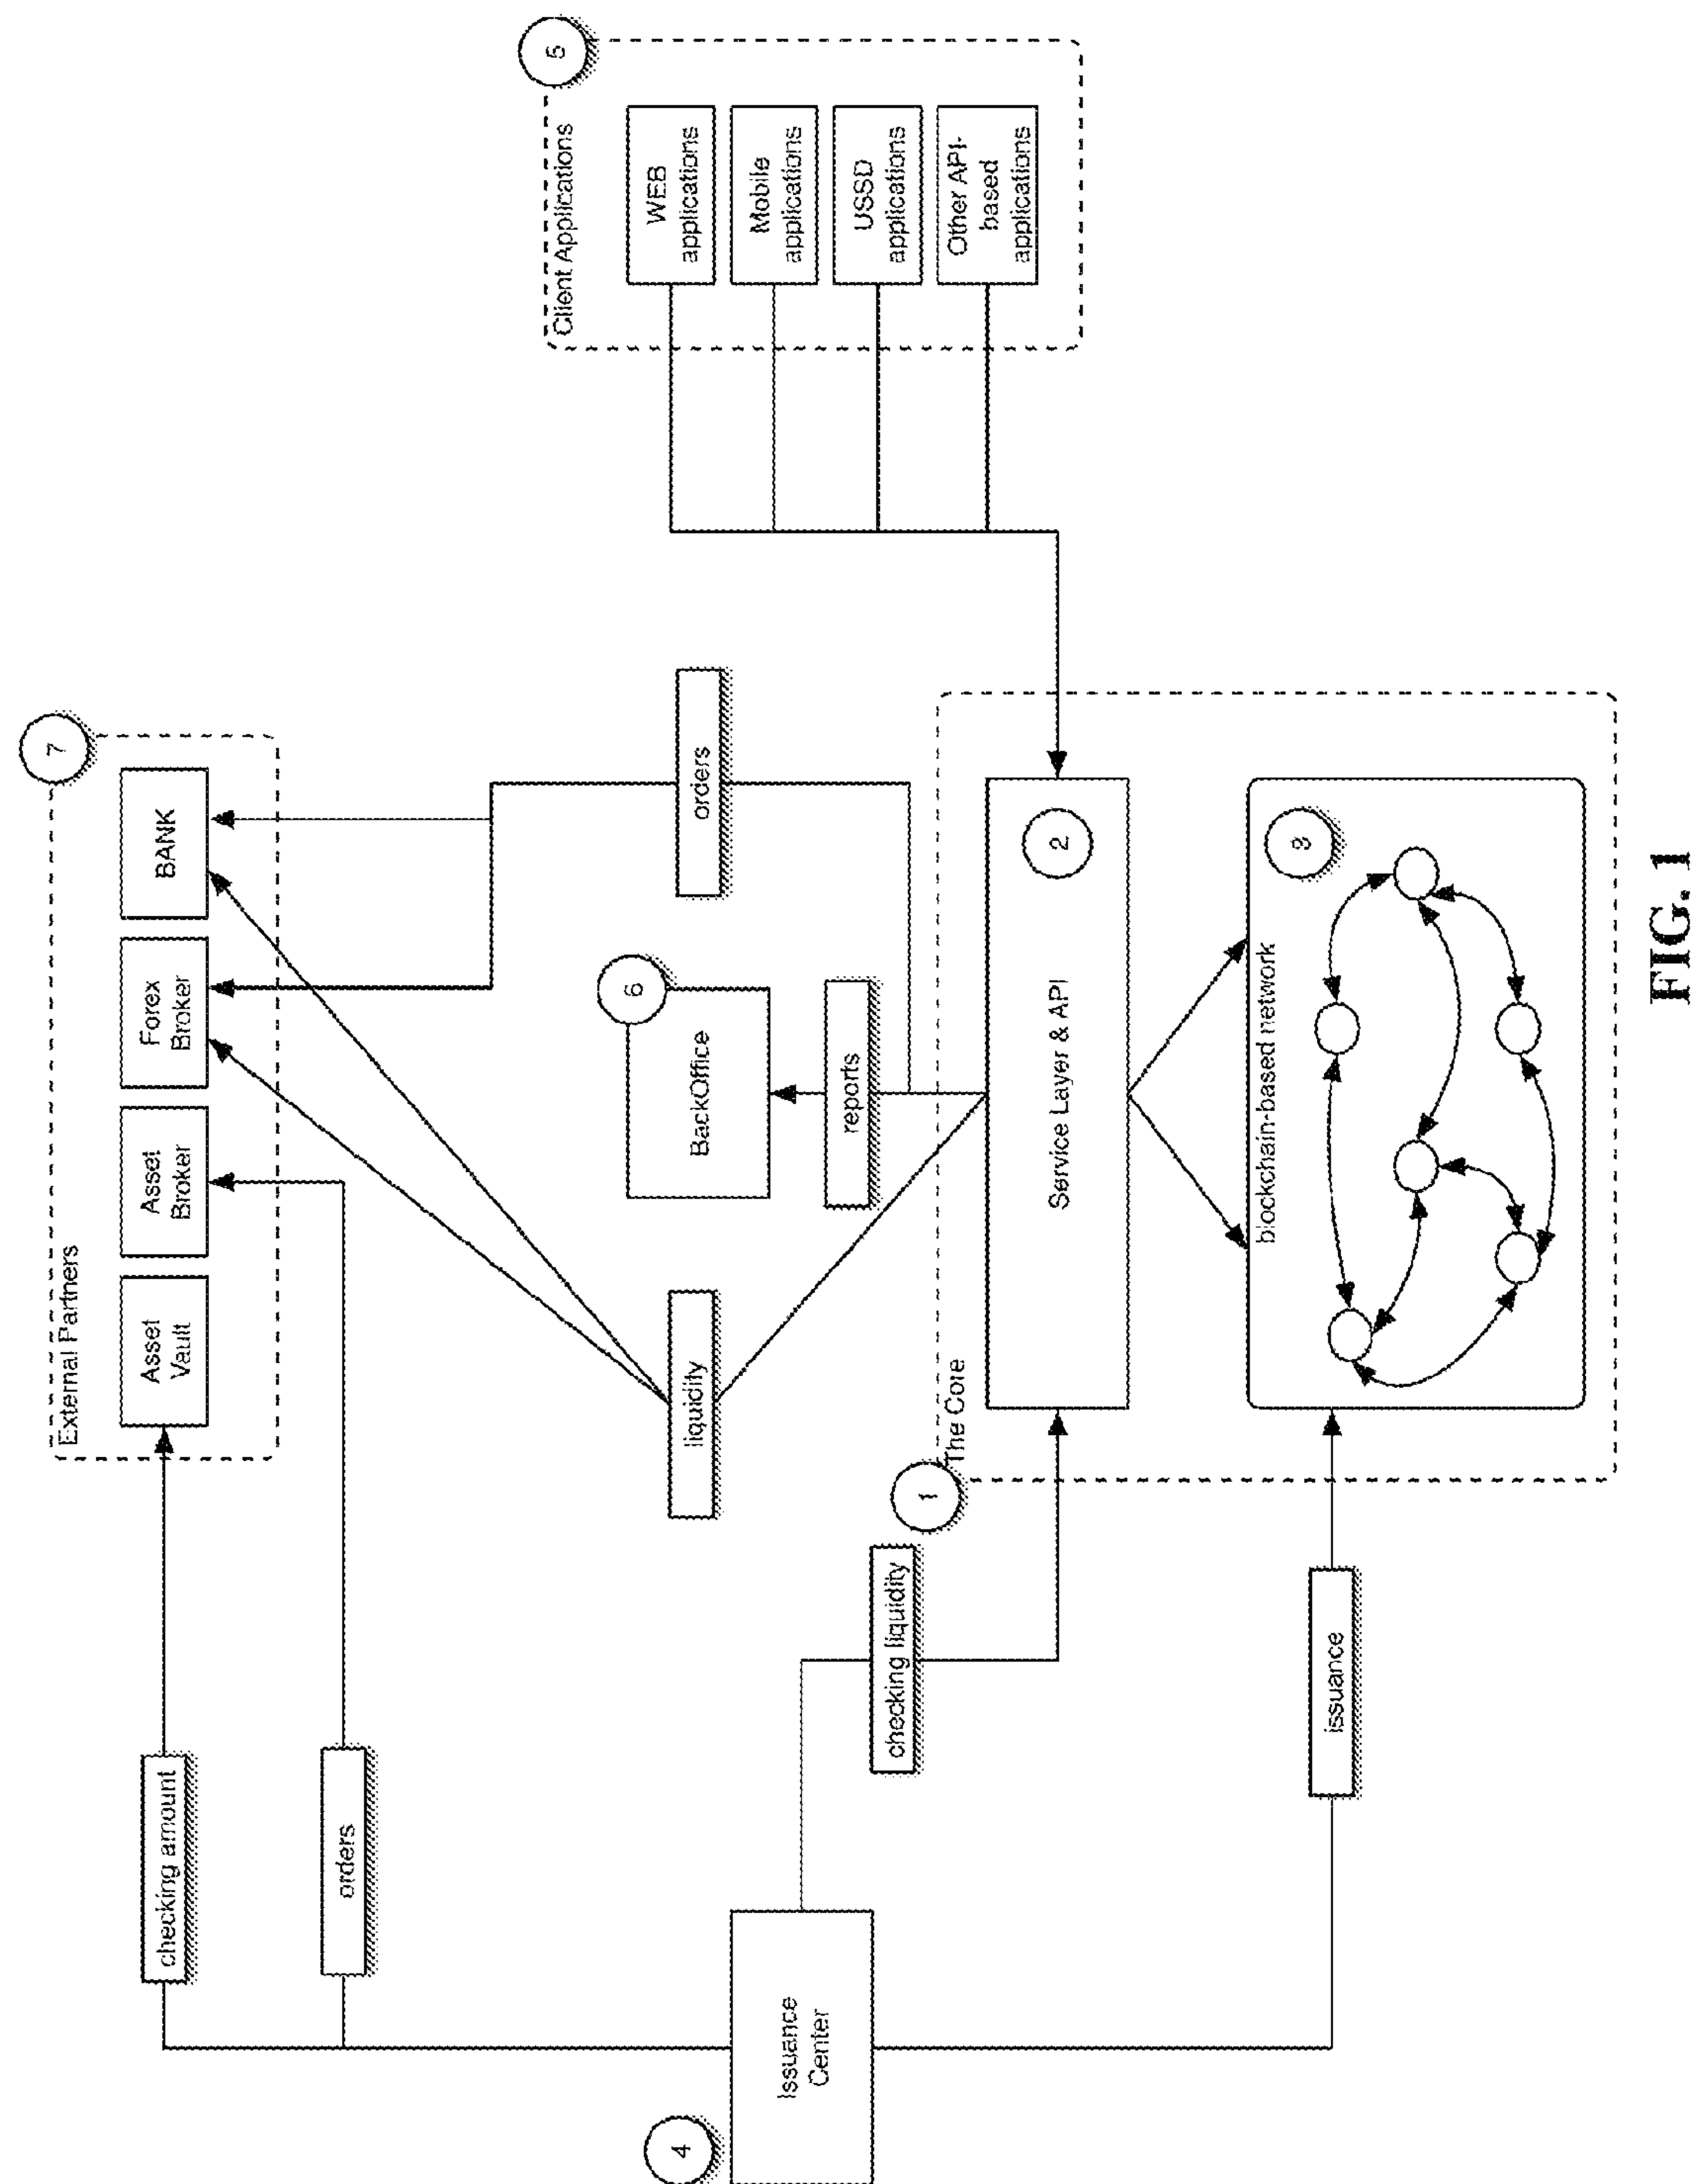 7
External Partners
Asset
Vault
Asset
Broker
Forex
Broker
BANK
checking amount
orders
5
Client Applications
WEB
applications
Mobile
applications
USSD
applications
Other API-
based
applications
orders
6
BackOffice
reports
liquidity
4
Issuance
Center
checking liquidity
1
The Core
Service Layer & API
2
issuance
blockchain-based network
3
FIG. 1